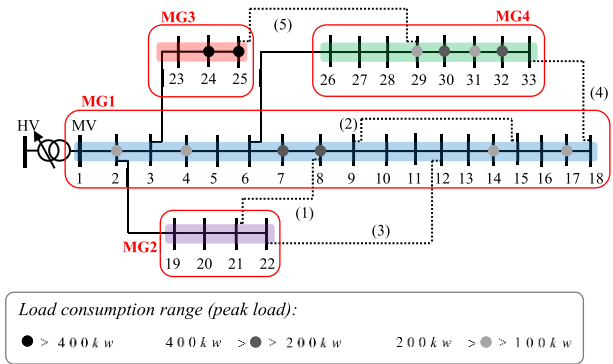 (5)
MG3
MG4
23 24 25
26 27 28 29 30 31 32 33
MG1
(4)
HV
MV
(2)
1 2 3 4 5 6 7 8 9 10 11 12 13 14 15 16 17 18
(1)
(3)
MG2
19 20 21 22
Load consumption range (peak load):
> 400kw 400kw > > 200kw 200kw > > 100kw